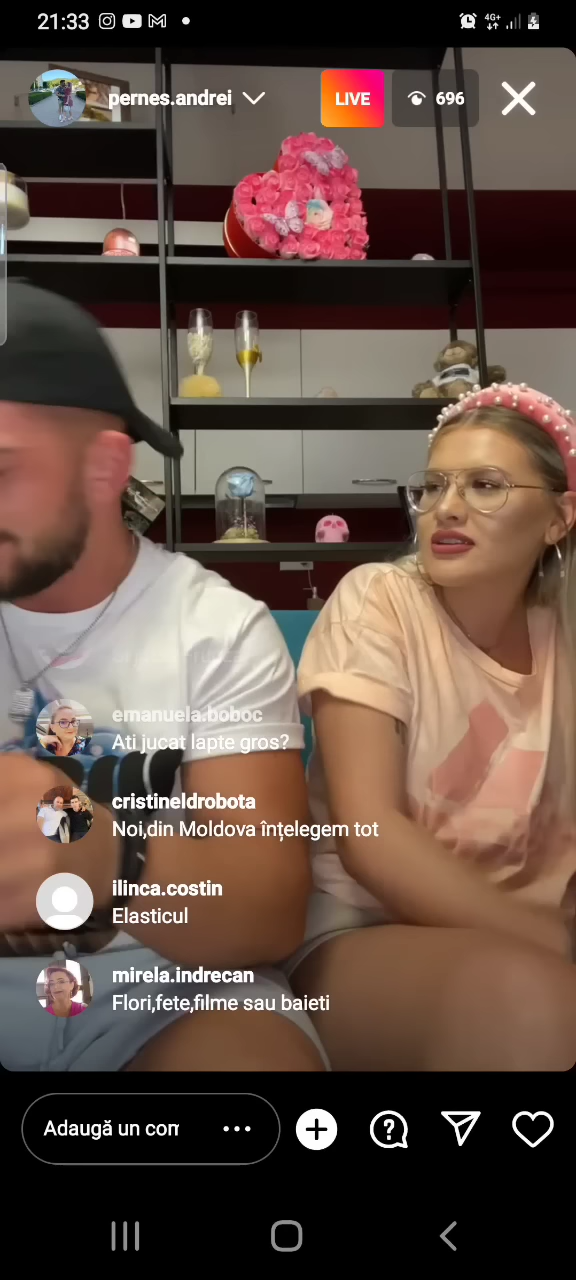 21:33
4G+
pernes.andrei
LIVE
696
emanuela.boboc
Ati jucat lapte gros?
cristineldrobota
Noi,din Moldova înțelegem tot
ilinca.costin
Elasticul
mirela.indrecan
Flori,fete,filme sau baieti
Adaugă un com